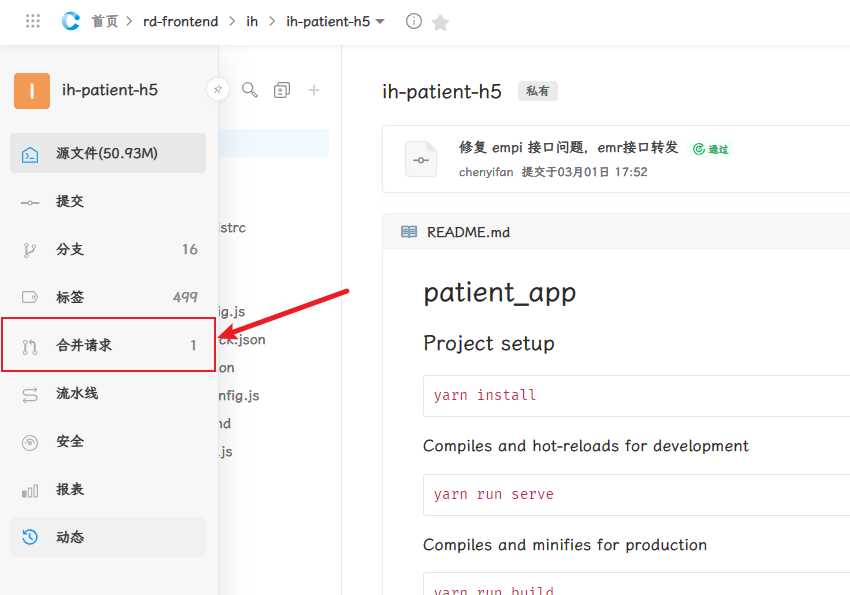 首页 > rd-frontend > ih > ih-patient-h5
I ih-patient-h5
源文件(50.93M)
提交
分支 16
标签 499
合并请求 1
流水线
安全
报表
动态
strc
ig.js
ck.json
on
nfig.js
nd
.js
ih-patient-h5 私有
修复 empi 接口问题，emr接口转发 通过
chenyifan 提交于03月01日 17:52
README.md
patient_app
Project setup
yarn install
Compiles and hot-reloads for development
yarn run serve
Compiles and minifies for production
yarn run build